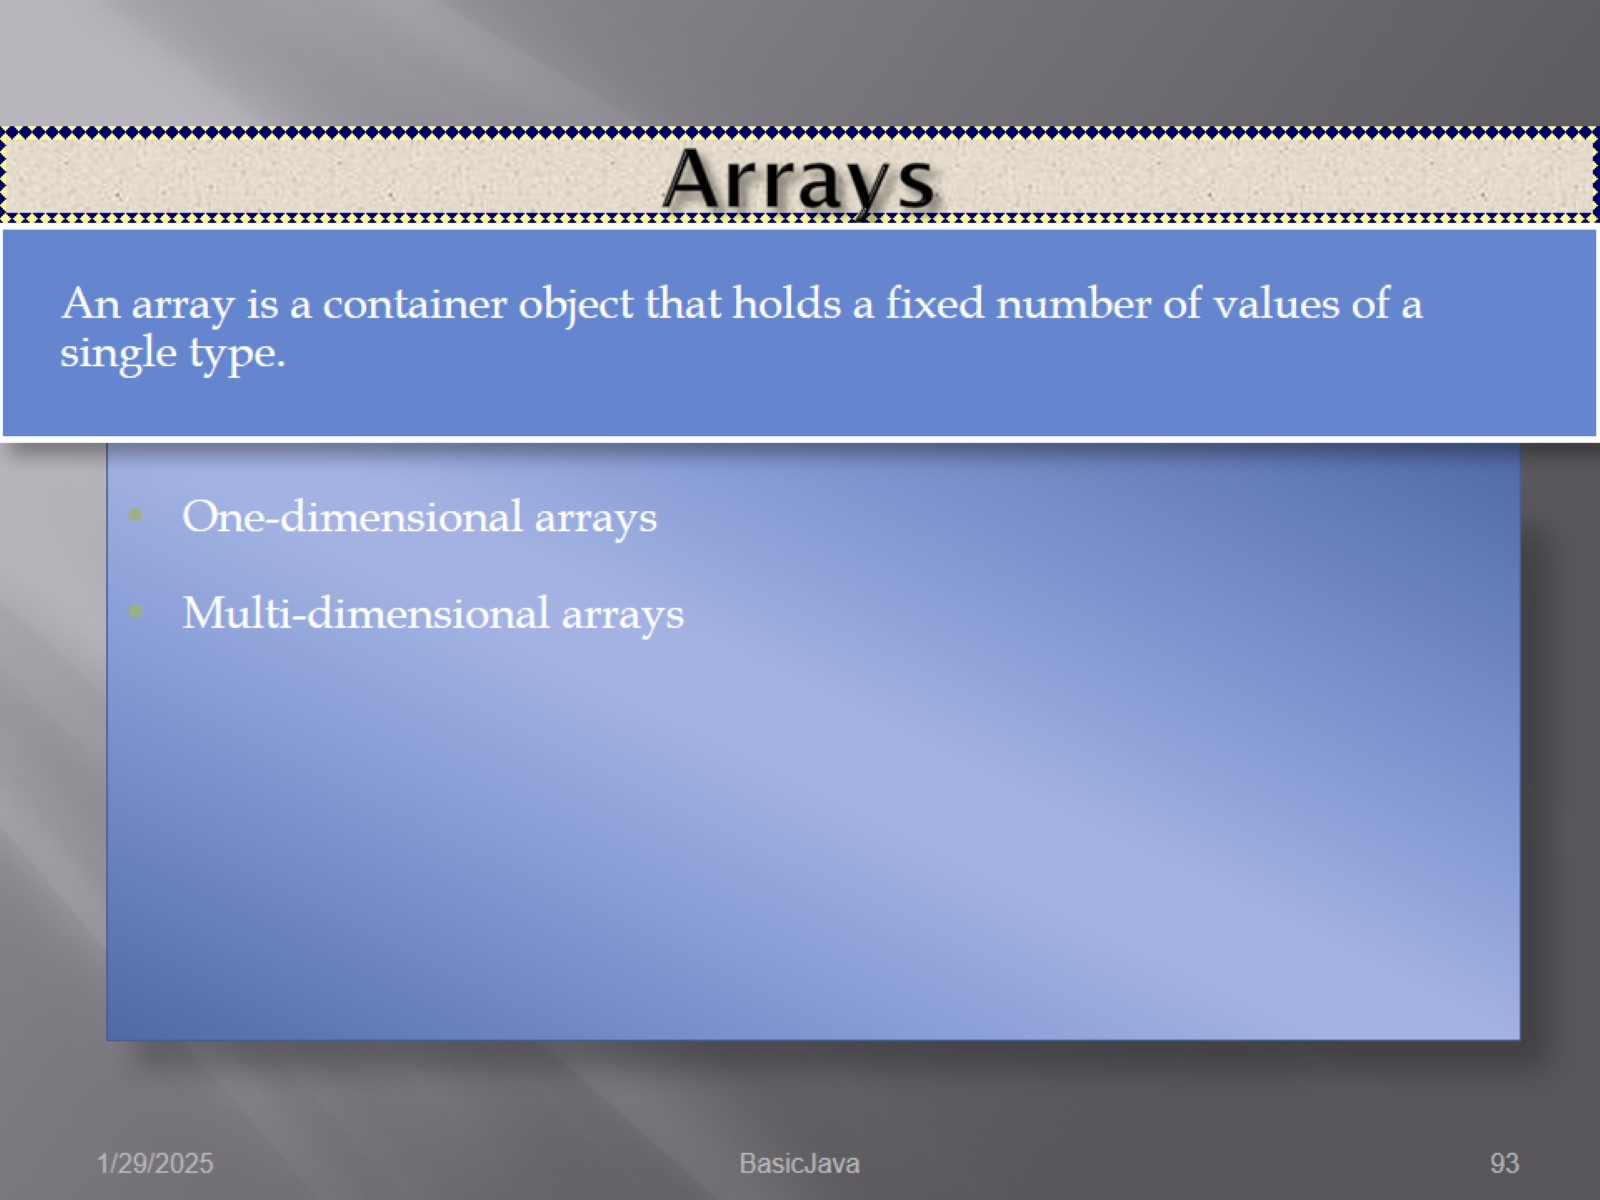 Arrays
An array is a container object that holds a fixed number of values of a
single type.
• One-dimensional arrays
• Multi-dimensional arrays
1/29/2025 BasicJava 93